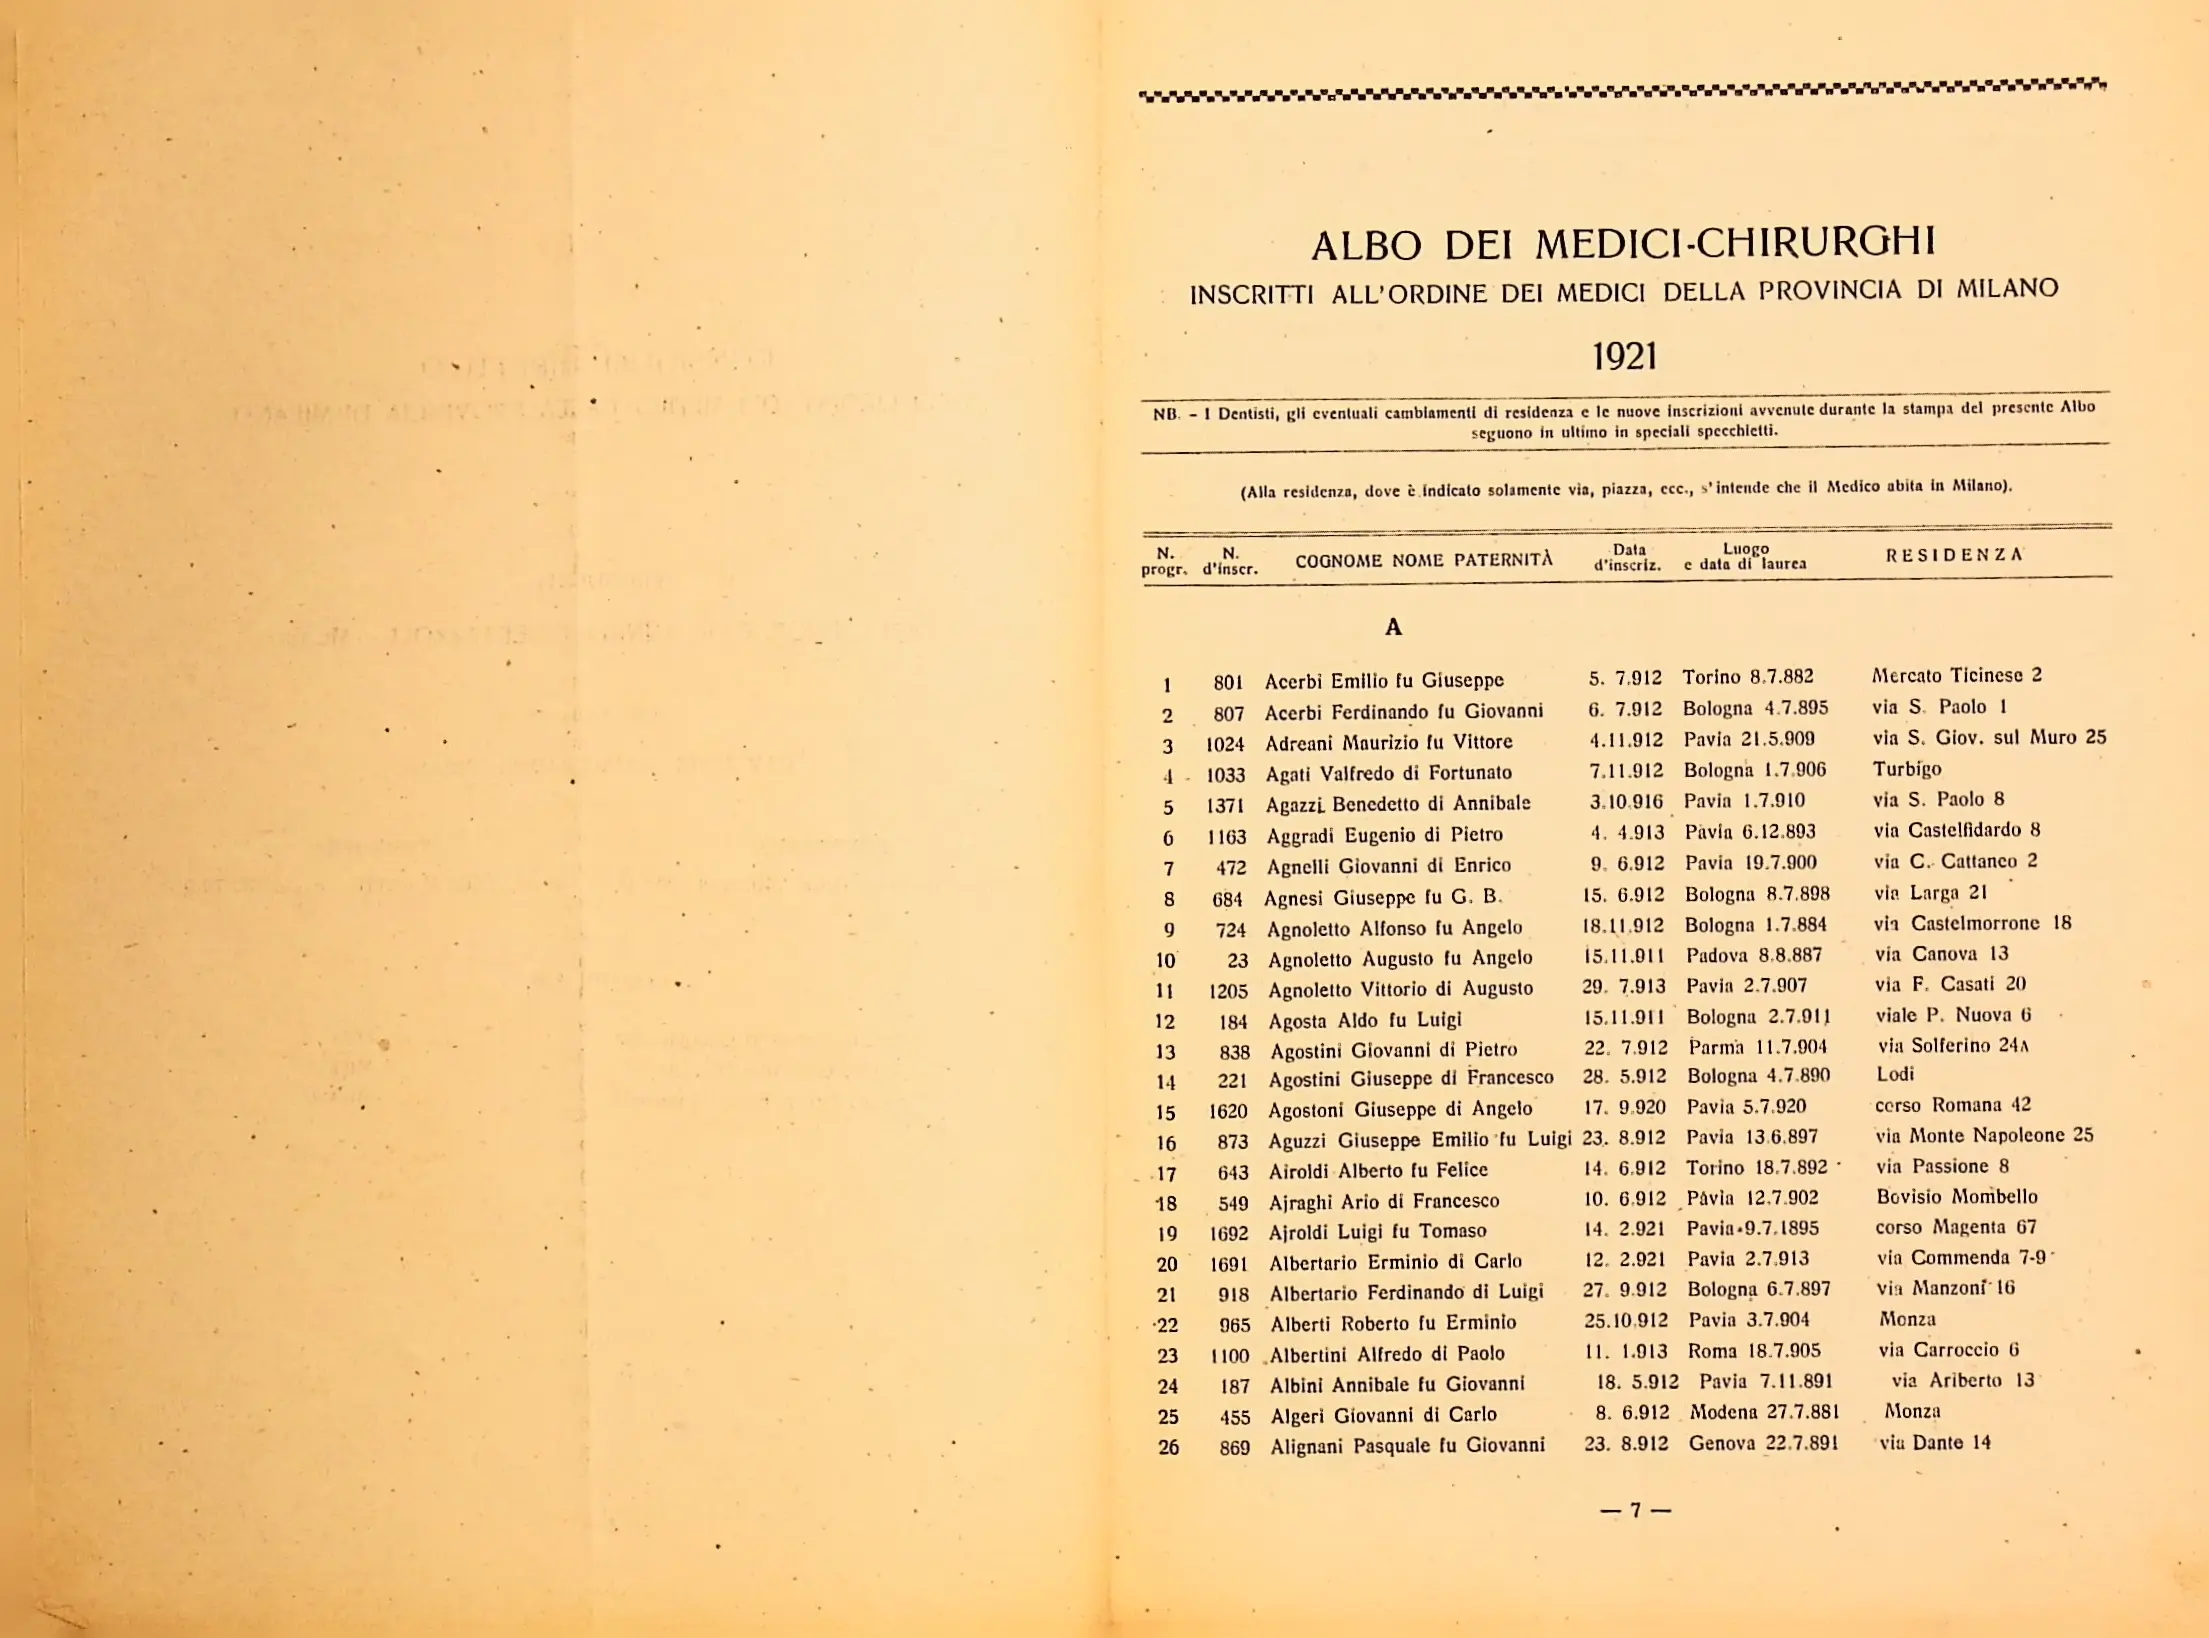 ALBO DEI MEDICI-CHIRURGHI
INSCRITTI ALL'ORDINE DEI MEDICI DELLA PROVINCIA DI MILANO
1921
NB. - I Dentisti, gli eventuali cambiamenti di residenza e le nuove inscrizioni avvenute durante la stampa del presente Albo
seguono in ultimo in speciali specchietti.
(Alla residenza, dove è indicato solamente via, piazza, ecc., s'intende che il Medico abita in Milano).
N. progr. N. d'inscr. COGNOME NOME PATERNITÀ Data d'inscriz. Luogo e data di laurea RESIDENZA
A
1 801 Acerbi Emilio fu Giuseppe 5. 7.912 Torino 8.7.882 Mercato Ticinese 2
2 807 Acerbi Ferdinando fu Giovanni 6. 7.912 Bologna 4.7.895 via S. Paolo 1
3 1024 Adreani Maurizio fu Vittore 4.11.912 Pavia 21.5.909 via S. Giov. sul Muro 25
4 1033 Agati Valfredo di Fortunato 7.11.912 Bologna 1.7.906 Turbigo
5 1371 Agazzi Benedetto di Annibale 3.10.916 Pavia 1.7.910 via S. Paolo 8
6 1163 Aggradi Eugenio di Pietro 4. 4.913 Pavia 6.12.893 via Castelfidardo 8
7 472 Agnelli Giovanni di Enrico 9. 6.912 Pavia 19.7.900 via C. Cattaneo 2
8 684 Agnesi Giuseppe fu G. B. 15. 6.912 Bologna 8.7.898 via Larga 21
9 724 Agnoletto Alfonso fu Angelo 18.11.912 Bologna 1.7.884 via Castelmorrone 18
10 23 Agnoletto Augusto fu Angelo 15.11.911 Padova 8.8.887 via Canova 13
11 1205 Agnoletto Vittorio di Augusto 29. 7.913 Pavia 2.7.907 via F. Casati 20
12 184 Agosta Aldo fu Luigi 15.11.911 Bologna 2.7.911 viale P. Nuova 6
13 838 Agostini Giovanni di Pietro 22. 7.912 Parma 11.7.904 via Solferino 24A
14 221 Agostini Giuseppe di Francesco 28. 5.912 Bologna 4.7.890 Lodi
15 1620 Agostoni Giuseppe di Angelo 17. 9.920 Pavia 5.7.920 corso Romana 42
16 873 Aguzzi Giuseppe Emilio fu Luigi 23. 8.912 Pavia 13.6.897 via Monte Napoleone 25
17 643 Airoldi Alberto fu Felice 14. 6.912 Torino 18.7.892 via Passione 8
18 549 Ajraghi Ario di Francesco 10. 6.912 Pavia 12.7.902 Bovisio Mombello
19 1692 Ajroldi Luigi fu Tomaso 14. 2.921 Pavia 9.7.1895 corso Magenta 67
20 1691 Albertario Erminio di Carlo 12. 2.921 Pavia 2.7.913 via Commenda 7-9
21 918 Albertario Ferdinando di Luigi 27. 9.912 Bologna 6.7.897 via Manzoni 16
22 965 Alberti Roberto fu Erminio 25.10.912 Pavia 3.7.904 Monza
23 1100 Albertini Alfredo di Paolo 11. 1.913 Roma 18.7.905 via Carroccio 6
24 187 Albini Annibale fu Giovanni 18. 5.912 Pavia 7.11.891 via Ariberto 13
25 455 Algeri Giovanni di Carlo 8. 6.912 Modena 27.7.881 Monza
26 869 Alignani Pasquale fu Giovanni 23. 8.912 Genova 22.7.891 via Dante 14
— 7 —